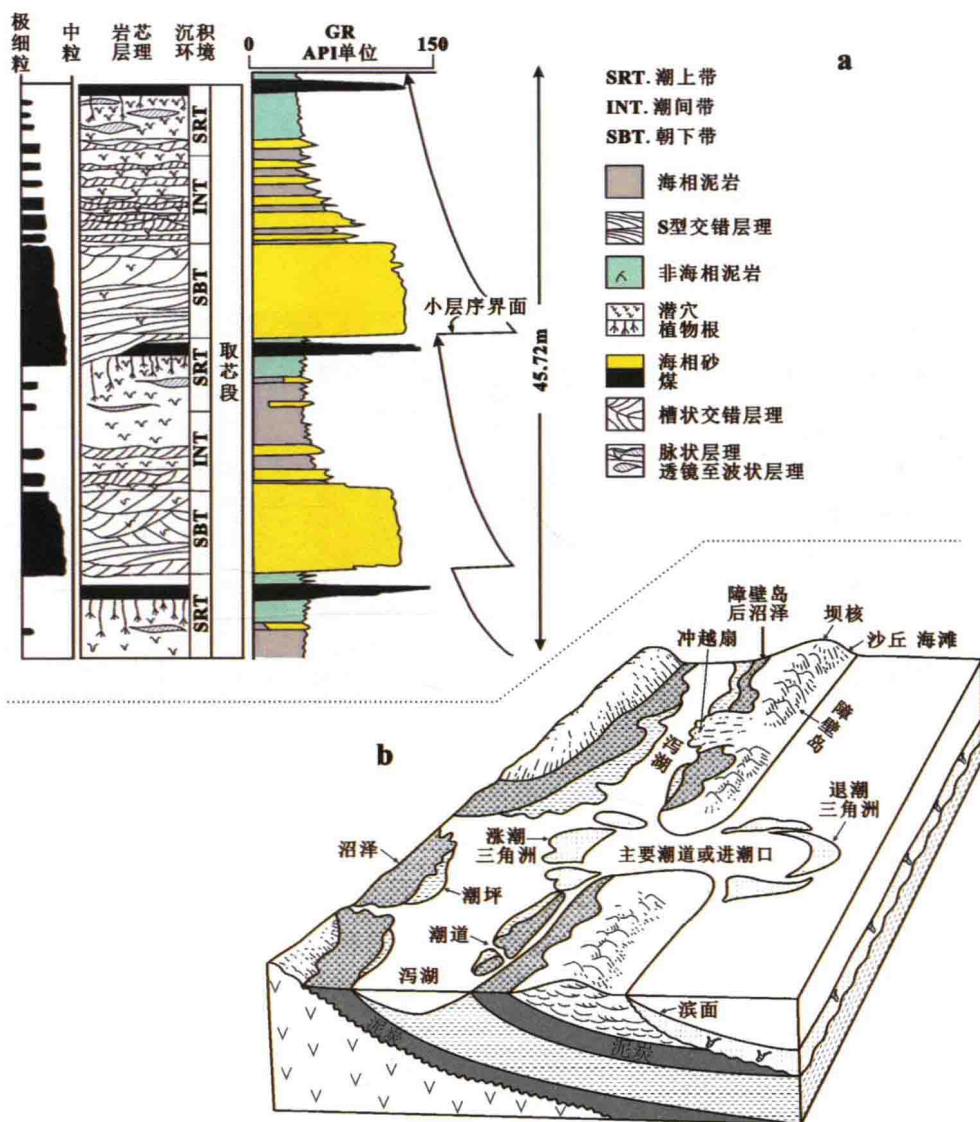 极细粒
中粒
岩芯
层理
沉积
环境
0
150
GR
API单位
a
SRT
INT
SBT
SRT
INT
SBT
SRT
取芯段
小层序界面
45.72m
SRT. 潮上带
INT. 潮间带
SBT. 朝下带
海相泥岩
S型交错层理
非海相泥岩
潜穴
植物根
海相砂
煤
槽状交错层理
脉状层理
透镜至波状层理
b
障壁岛
后沼泽
坝核
冲越扇
沙丘 海滩
障壁岛
泻湖
退潮
三角洲
涨潮
三角洲
主要潮道或进潮口
沼泽
潮坪
潮道
泻湖
滨面
泥炭
泥炭